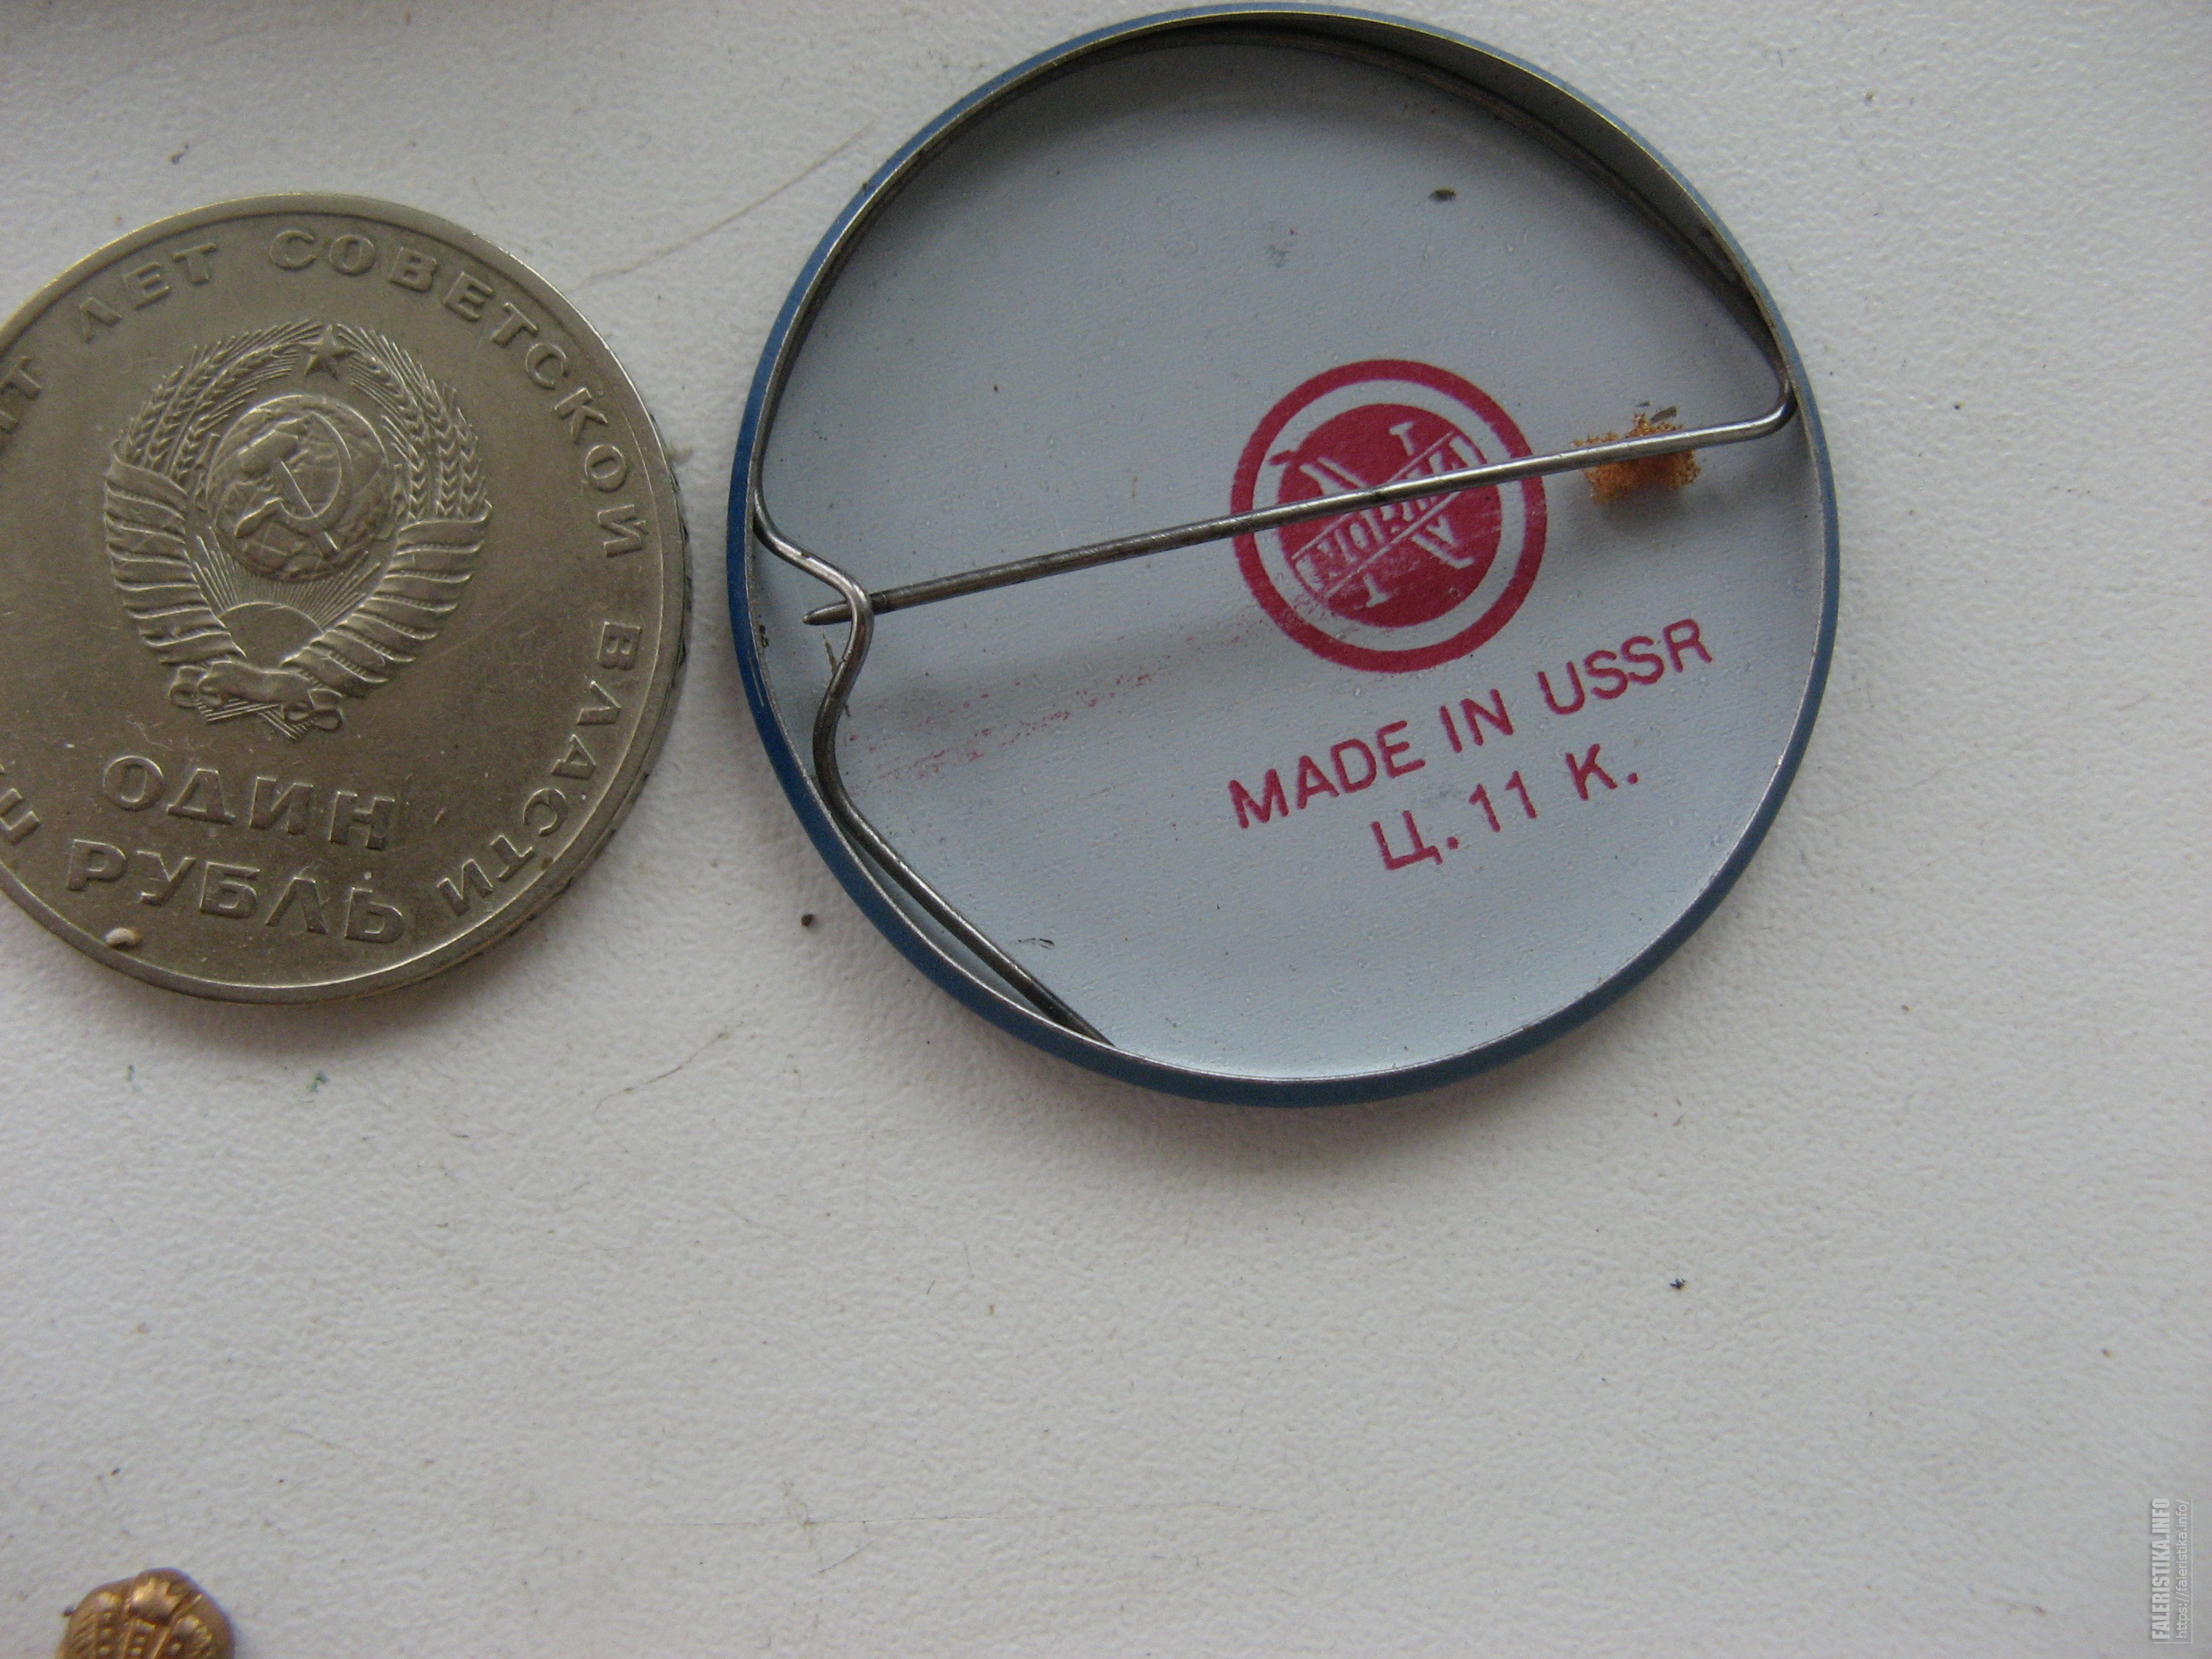 ЛЕТ СОВЕТСКОЙ ВЛАСТИ
ОДИН
РУБЛЬ
MADE IN USSR
Ц. 11 К.
FALERISTIKA.INFO
https://faleristika.info/